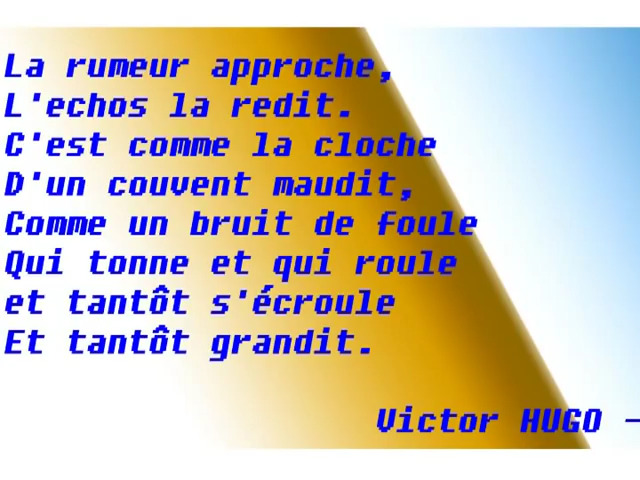 La rumeur approche,
L'echos la redit.
C'est comme la cloche
D'un couvent maudit,
Comme un bruit de foule
Qui tonne et qui roule
et tantôt s'écroule
Et tantôt grandit.
Victor HUGO -